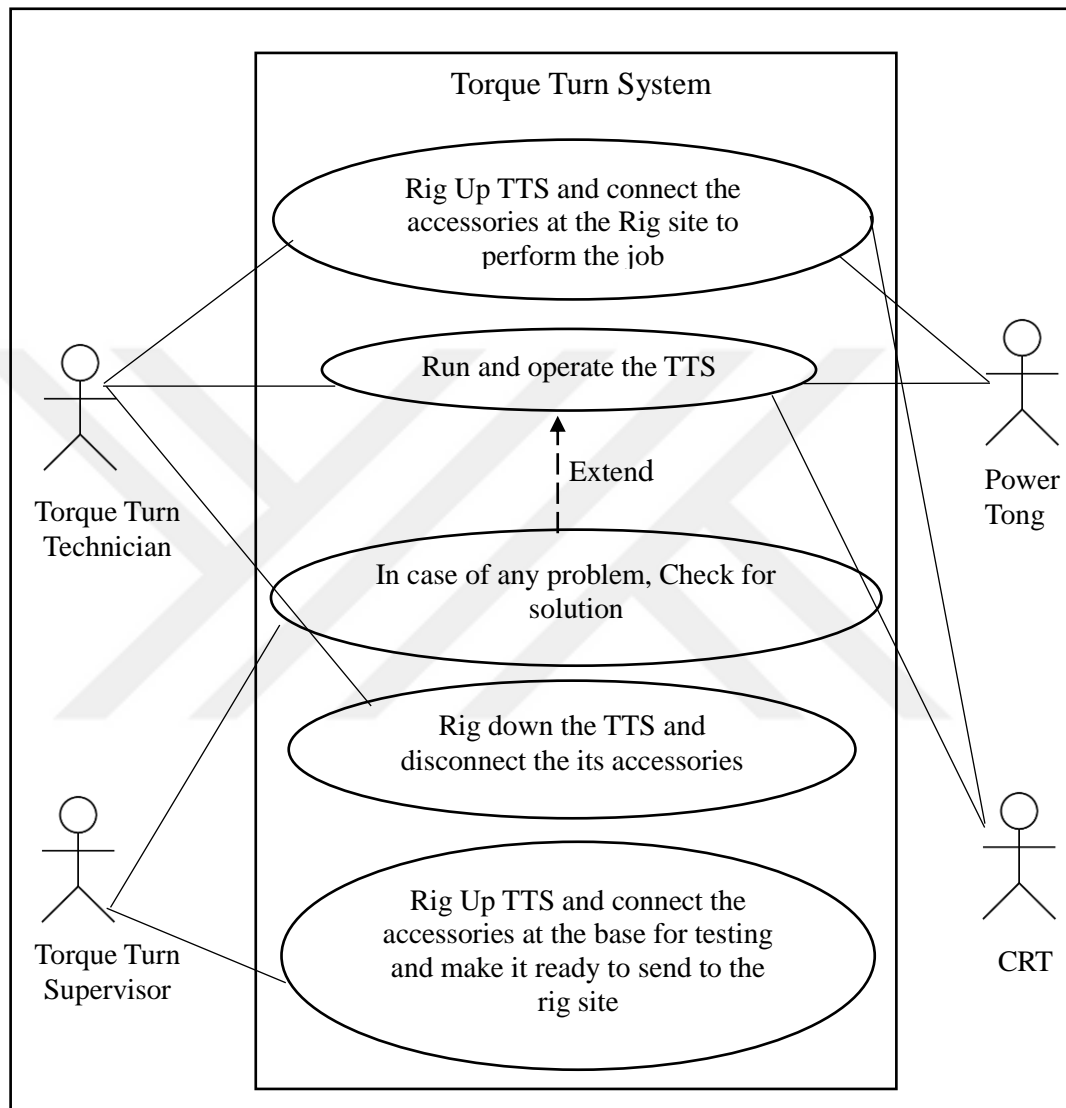 Torque Turn System
Rig Up TTS and connect the
accessories at the Rig site to
perform the job
Run and operate the TTS
Extend
Torque Turn
Technician
Power
Tong
In case of any problem, Check for
solution
Rig down the TTS and
disconnect the its accessories
Rig Up TTS and connect the
accessories at the base for testing
and make it ready to send to the
rig site
Torque Turn
Supervisor
CRT